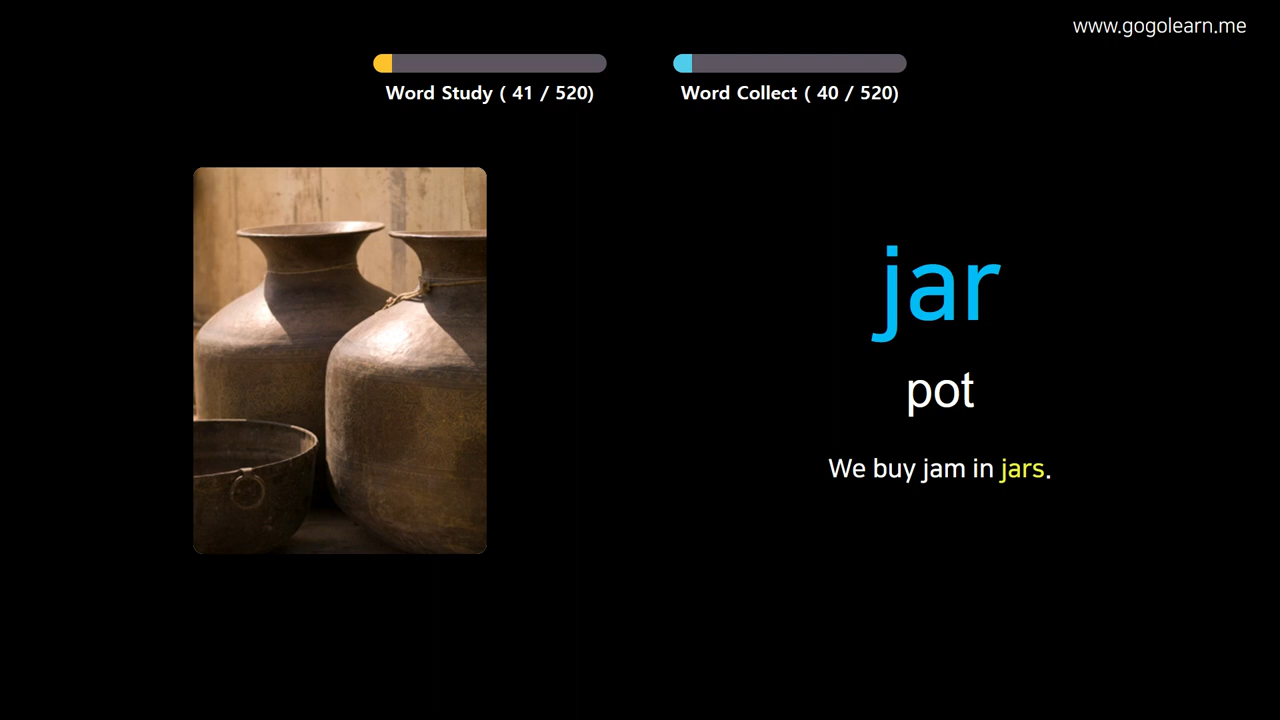 www.gogolearn.me
Word Study ( 41 / 520)
Word Collect ( 40 / 520)
jar
pot
We buy jam in jars.